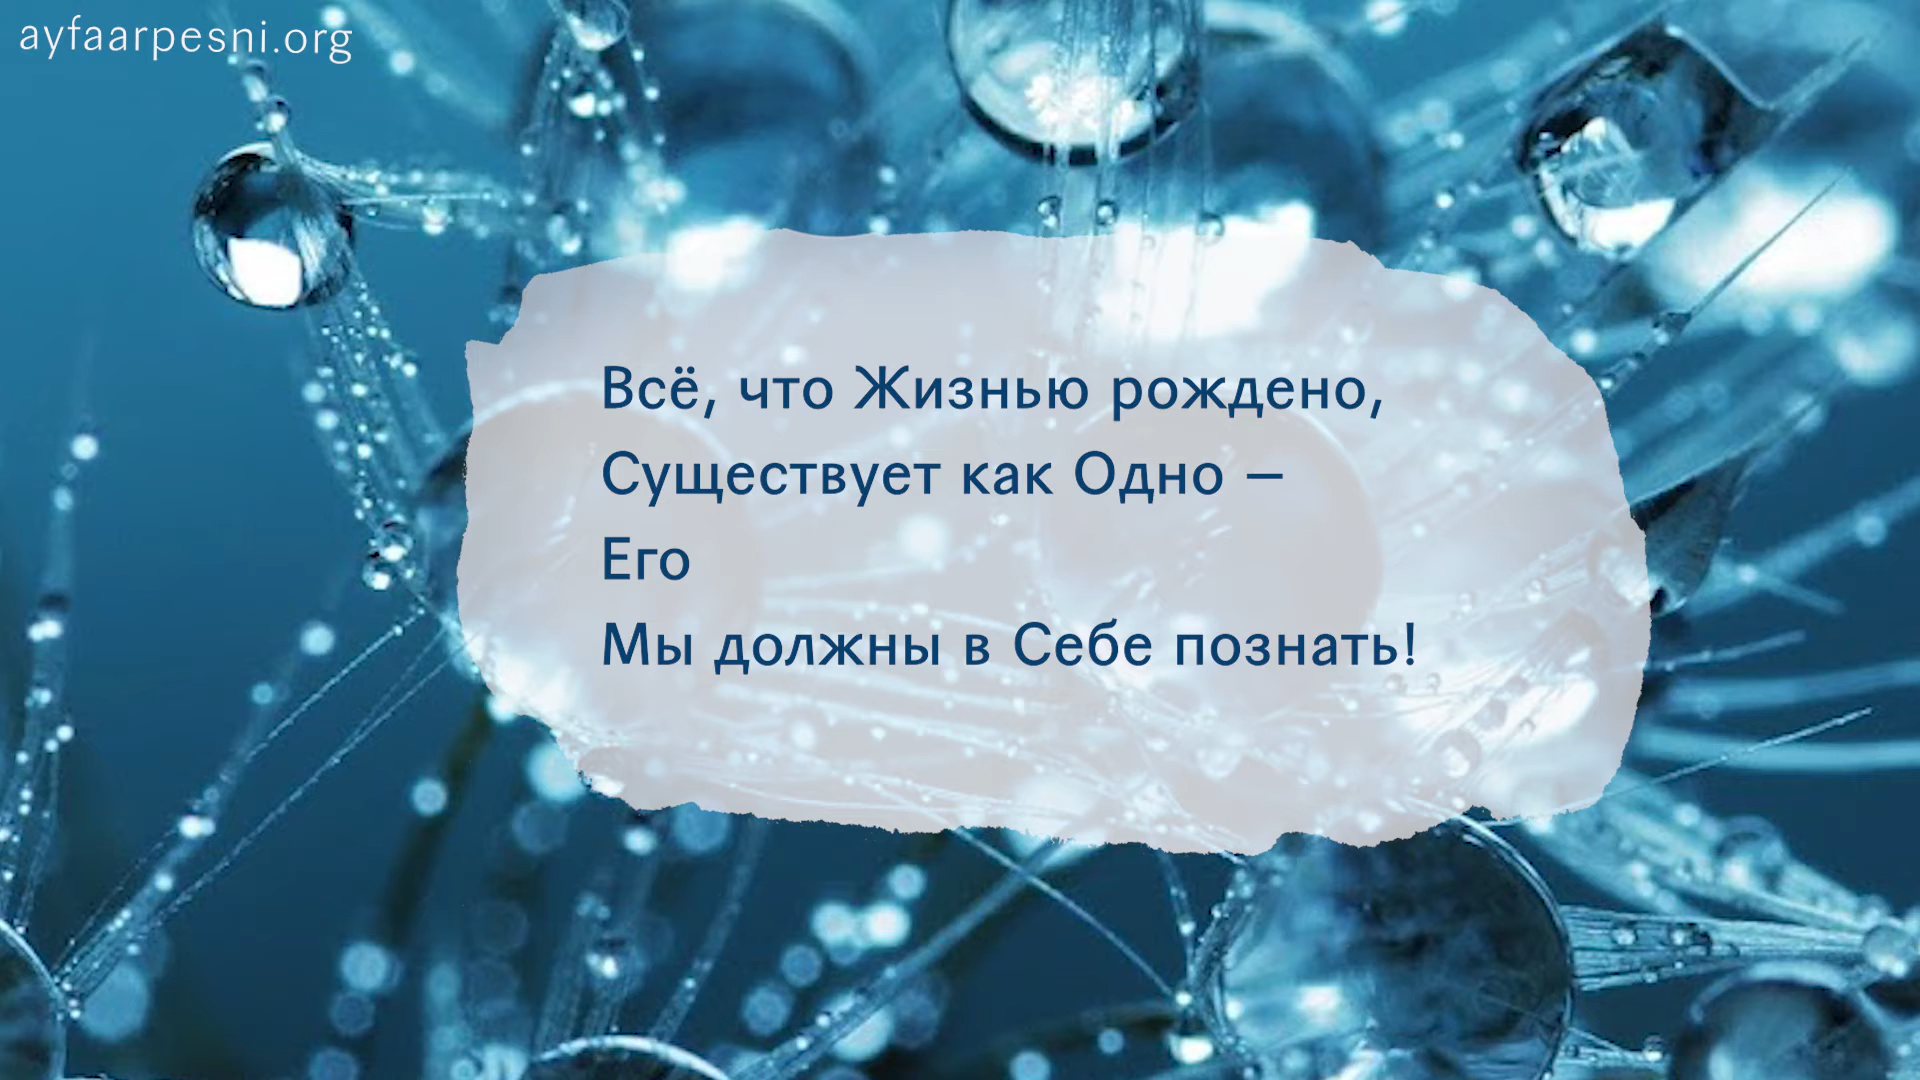 ayfaarpesni.org
Всё, что Жизнью рождено,
Существует как Одно —
Его
Мы должны в Себе познать!